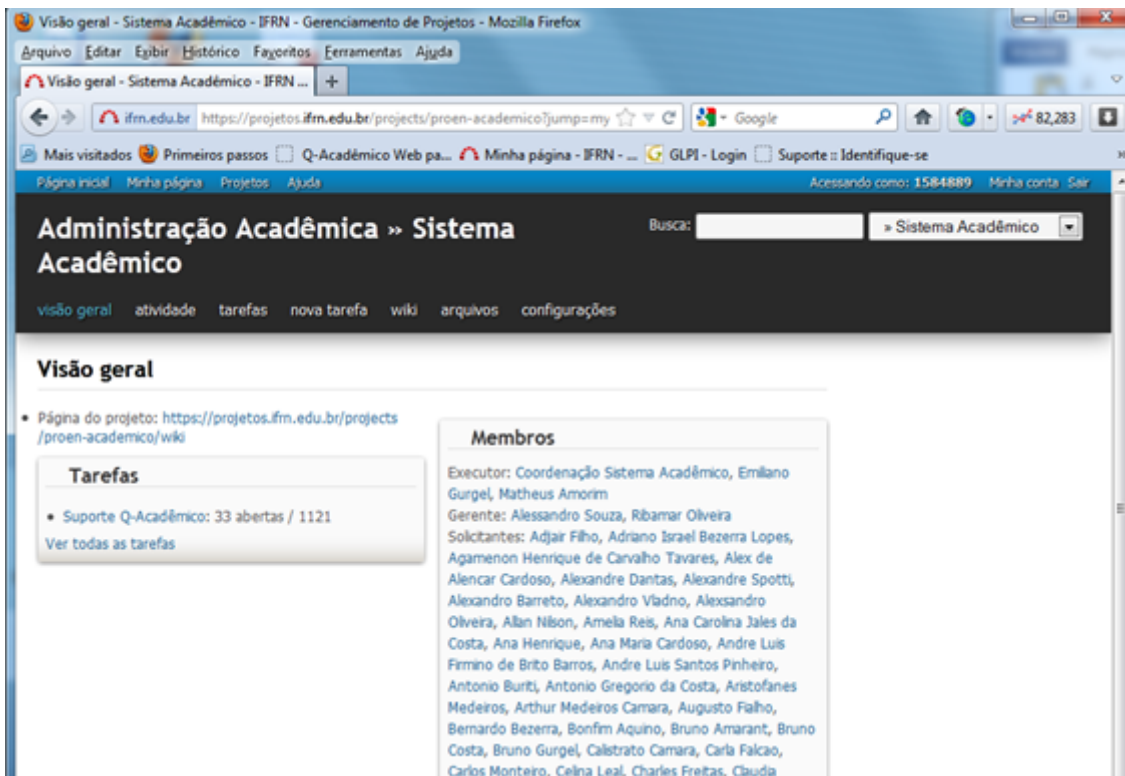 Visão geral - Sistema Acadêmico - IFRN - Gerenciamento de Projetos - Mozilla Firefox
Arquivo Editar Exibir Histórico Favoritos Ferramentas Ajuda
Visão geral - Sistema Acadêmico - IFRN ... +
ifrn.edu.br https://projetos.ifrn.edu.br/projects/proen-academico?jump=my Google 82,283
Mais visitados Primeiros passos Q-Acadêmico Web pa... Minha página - IFRN - ... GLPI - Login Suporte :: Identifique-se
Página inicial Minha página Projetos Ajuda Acessando como: 1584889 Minha conta Sair
Administração Acadêmica » Sistema
Acadêmico
Busca: » Sistema Acadêmico
visão geral atividade tarefas nova tarefa wiki arquivos configurações
Visão geral
• Página do projeto: https://projetos.ifrn.edu.br/projects
/proen-academico/wiki
Tarefas
• Suporte Q-Acadêmico: 33 abertas / 1121
Ver todas as tarefas
Membros
Executor: Coordenação Sistema Acadêmico, Emiliano
Gurgel, Matheus Amorim
Gerente: Alessandro Souza, Ribamar Oliveira
Solicitantes: Adjair Filho, Adriano Israel Bezerra Lopes,
Agamenon Henrique de Carvalho Tavares, Alex de
Alencar Cardoso, Alexandre Dantas, Alexandre Spotti,
Alexandro Barreto, Alexandro Vladno, Alexsandro
Oliveira, Allan Nilson, Amelia Reis, Ana Carolina Jales da
Costa, Ana Henrique, Ana Maria Cardoso, Andre Luis
Firmino de Brito Barros, Andre Luis Santos Pinheiro,
Antonio Buriti, Antonio Gregorio da Costa, Aristofanes
Medeiros, Arthur Medeiros Camara, Augusto Fialho,
Bernardo Bezerra, Bonfim Aquino, Bruno Amarant, Bruno
Costa, Bruno Gurgel, Calistrato Camara, Carla Falcao,
Carlos Monteiro, Celina Leal, Charles Freitas, Claudia